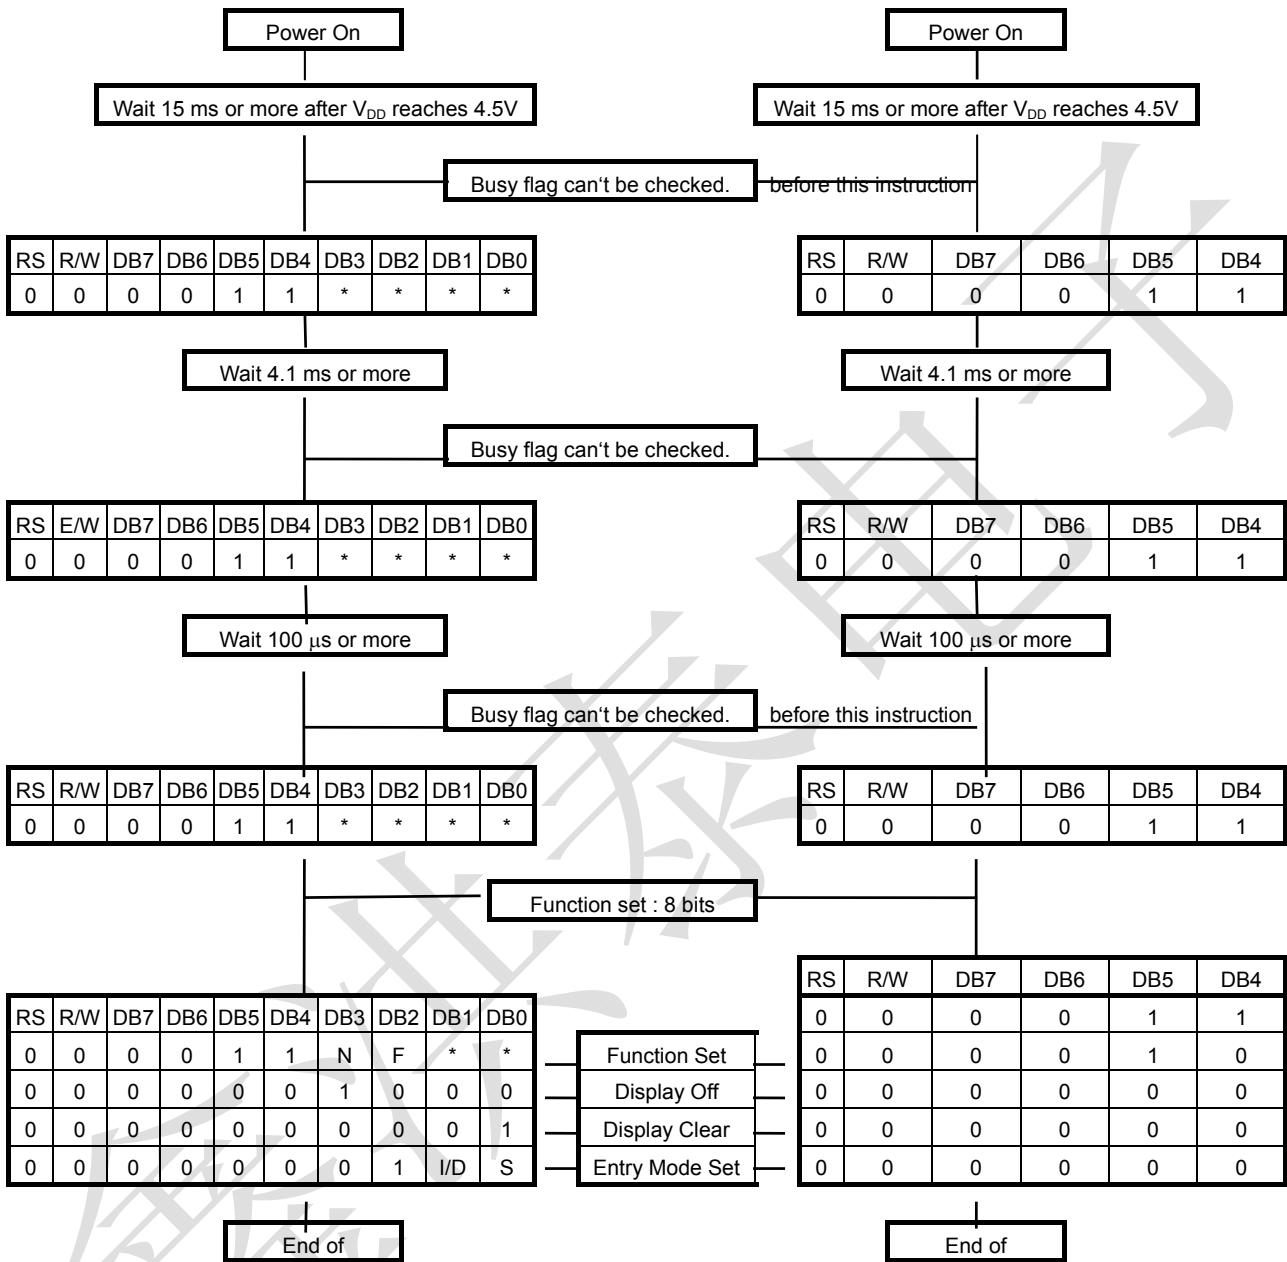 Power On
Power On
Wait 15 ms or more after VDD reaches 4.5V
Wait 15 ms or more after VDD reaches 4.5V
Busy flag can't be checked. before this instruction
RS R/W DB7 DB6 DB5 DB4 DB3 DB2 DB1 DB0
0 0 0 0 1 1 * * * *
RS R/W DB7 DB6 DB5 DB4
0 0 0 0 1 1
Wait 4.1 ms or more
Wait 4.1 ms or more
Busy flag can't be checked.
RS E/W DB7 DB6 DB5 DB4 DB3 DB2 DB1 DB0
0 0 0 0 1 1 * * * *
RS R/W DB7 DB6 DB5 DB4
0 0 0 0 1 1
Wait 100 μs or more
Wait 100 μs or more
Busy flag can't be checked. before this instruction
RS R/W DB7 DB6 DB5 DB4 DB3 DB2 DB1 DB0
0 0 0 0 1 1 * * * *
RS R/W DB7 DB6 DB5 DB4
0 0 0 0 1 1
Function set : 8 bits
RS R/W DB7 DB6 DB5 DB4 DB3 DB2 DB1 DB0
0 0 0 0 1 1 N F * *
0 0 0 0 0 0 1 0 0 0
0 0 0 0 0 0 0 0 0 1
0 0 0 0 0 0 0 1 I/D S
Function Set
Display Off
Display Clear
Entry Mode Set
RS R/W DB7 DB6 DB5 DB4
0 0 0 0 1 1
0 0 0 0 1 0
0 0 0 0 0 0
0 0 0 0 0 0
0 0 0 0 0 0
End of
End of
鑫洪泰电子